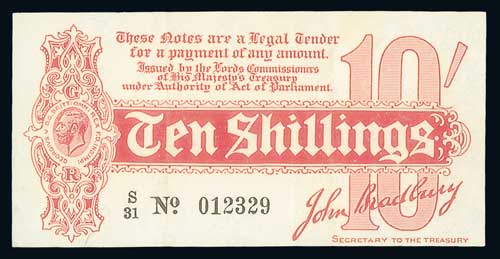 These Notes are a Legal Tender
for a payment of any amount.
Issued by the Lords Commissioners
of His Majesty's Treasury
under Authority of Act of Parliament.
10/
G
R
Ten Shillings.
S/31 No. 012329
John Bradbury
10
SECRETARY TO THE TREASURY